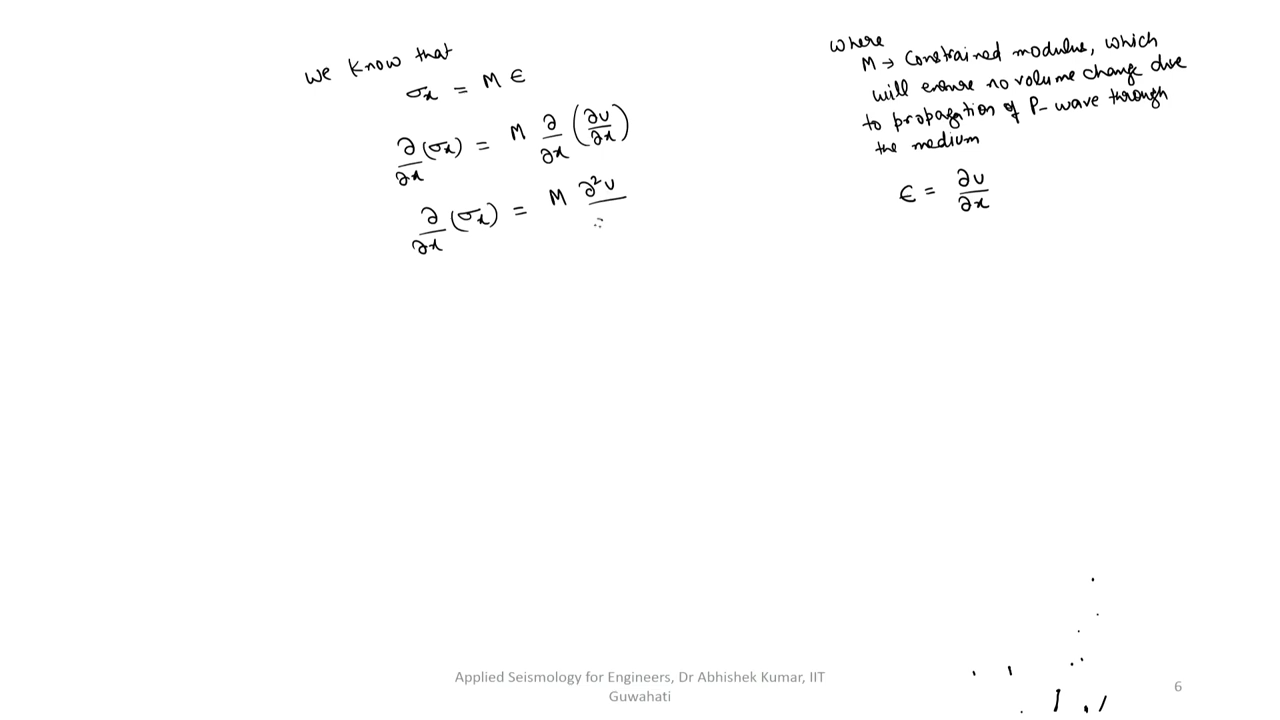 we know that
σx = M ε
∂/∂x (σx) = M ∂/∂x (∂u/∂x)
∂/∂x (σx) = M ∂²u/
where
M → Constrained modulus, which
will ensure no volume change due
to propagation of P- wave through
the medium
ε = ∂u/∂x
Applied Seismology for Engineers, Dr Abhishek Kumar, IIT
Guwahati
6